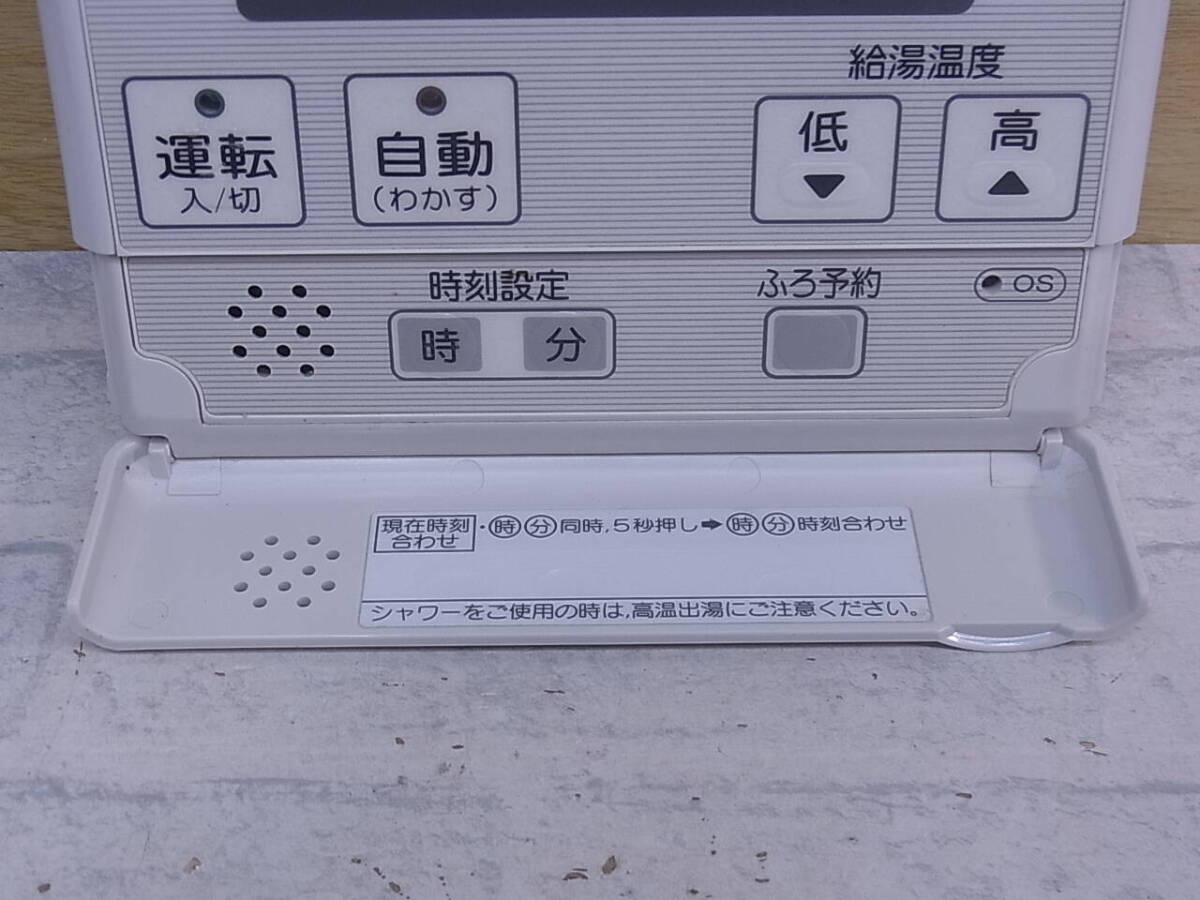 給湯温度
運転
入/切
自動
(わかす)
低
▼
高
▲
時刻設定
時 分
ふろ予約
OS
現在時刻
合わせ
・時分同時,5秒押し➡時分時刻合わせ
シャワーをご使用の時は,高温出湯にご注意ください。